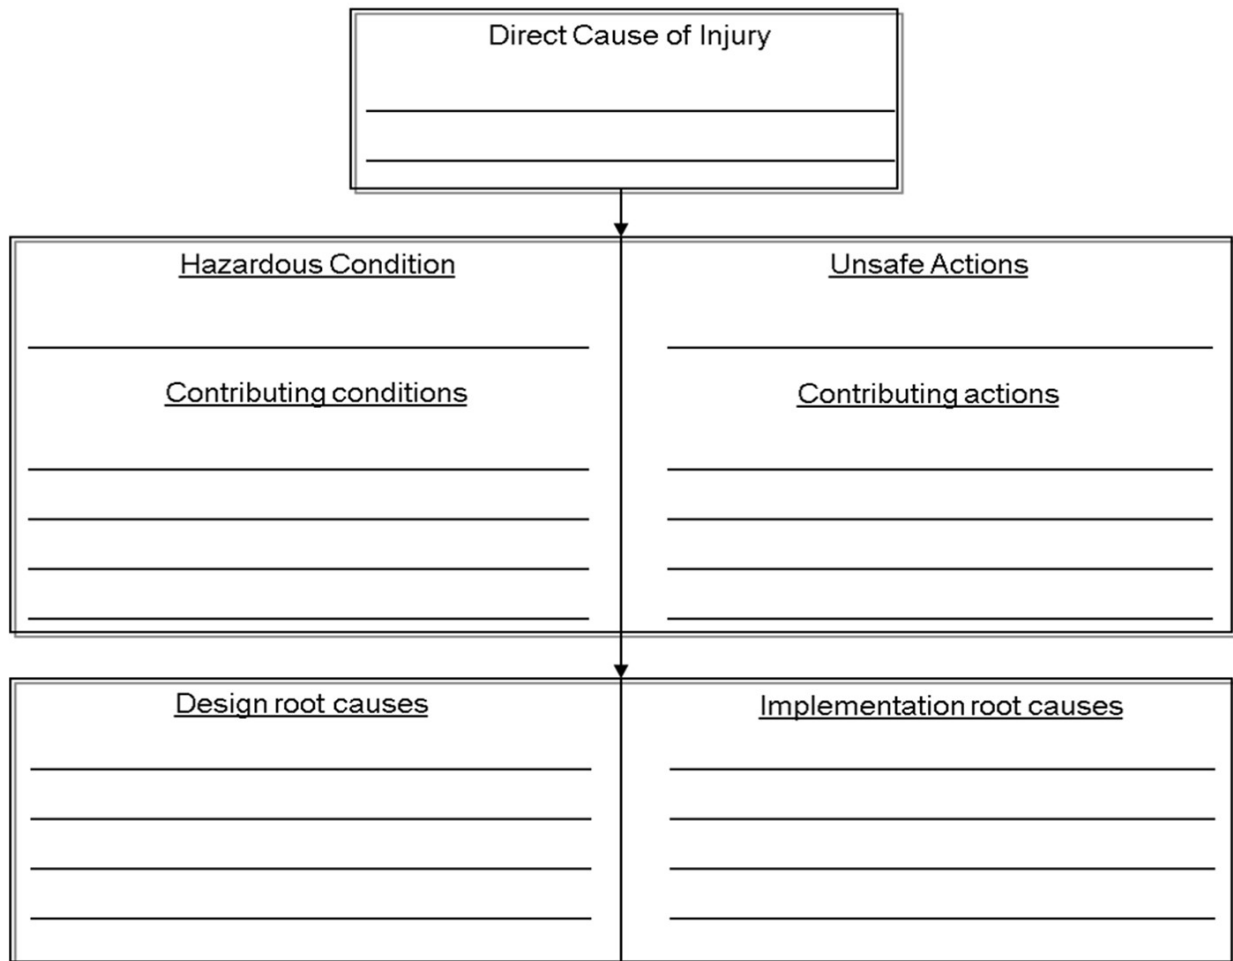 Direct Cause of Injury
Hazardous Condition
Unsafe Actions
Contributing conditions
Contributing actions
Design root causes
Implementation root causes